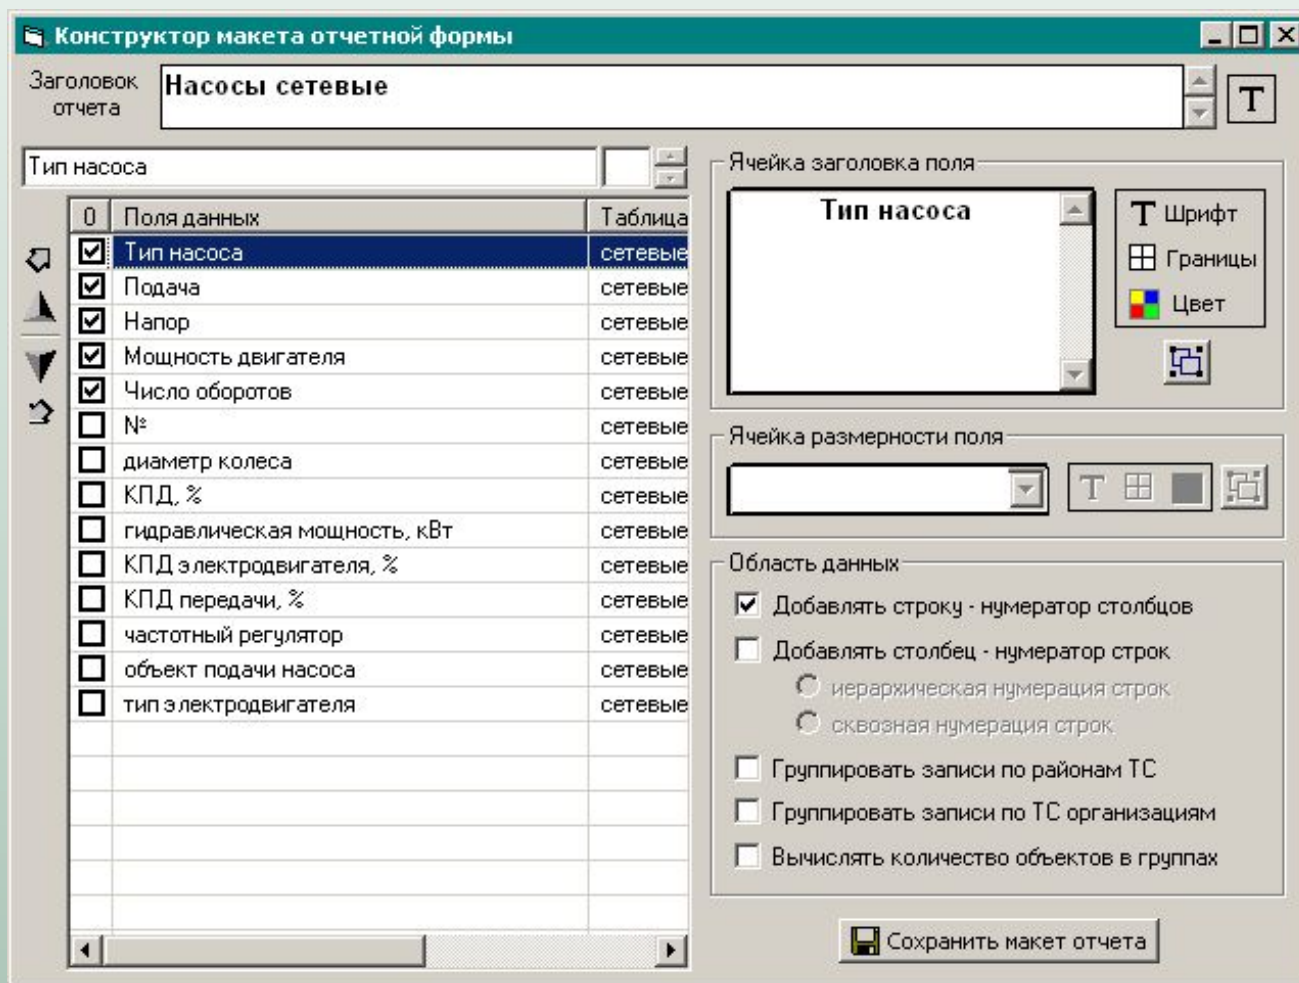 Конструктор макета отчетной формы
Заголовок отчета
Насосы сетевые
T
Тип насоса
0 Поля данных Таблица
Тип насоса сетевые
Подача сетевые
Напор сетевые
Мощность двигателя сетевые
Число оборотов сетевые
№ сетевые
диаметр колеса сетевые
КПД, % сетевые
гидравлическая мощность, кВт сетевые
КПД электродвигателя, % сетевые
КПД передачи, % сетевые
частотный регулятор сетевые
объект подачи насоса сетевые
тип электродвигателя сетевые
Ячейка заголовка поля
Тип насоса
T Шрифт
Границы
Цвет
Ячейка размерности поля
T
Область данных
Добавлять строку - нумератор столбцов
Добавлять столбец - нумератор строк
иерархическая нумерация строк
сквозная нумерация строк
Группировать записи по районам ТС
Группировать записи по ТС организациям
Вычислять количество объектов в группах
Сохранить макет отчета